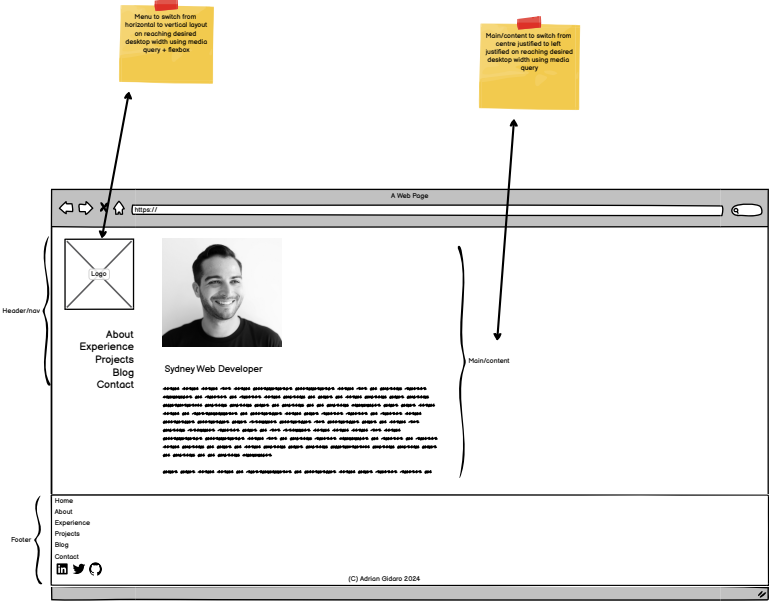 Menu to switch from
horizontal to vertical layout
on reaching desired
desktop width using media
query + flexbox
Main/content to switch from
centre justified to left
justified on reaching desired
desktop width using media
query
A Web Page
https://
Logo
Header/nav
About
Experience
Projects
Blog
Contact
Sydney Web Developer
Main/content
Footer
Home
About
Experience
Projects
Blog
Contact
(C) Adrian Gidaro 2024